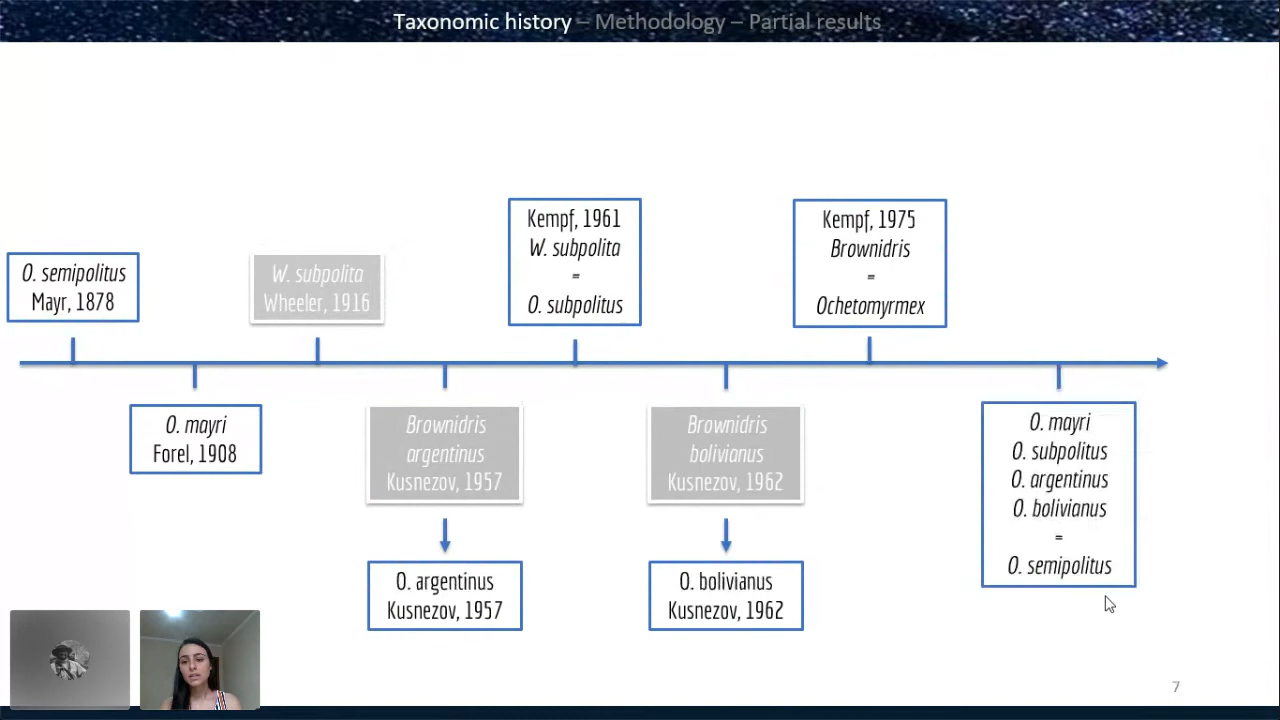 Taxonomic history – Methodology – Partial results
O. semipolitus
Mayr, 1878
O. mayri
Forel, 1908
W. subpolita
Wheeler, 1916
Brownidris
argentinus
Kusnezov, 1957
O. argentinus
Kusnezov, 1957
Kempf, 1961
W. subpolita
=
O. subpolitus
Brownidris
bolivianus
Kusnezov, 1962
O. bolivianus
Kusnezov, 1962
Kempf, 1975
Brownidris
=
Ochetomyrmex
O. mayri
O. subpolitus
O. argentinus
O. bolivianus
=
O. semipolitus
7